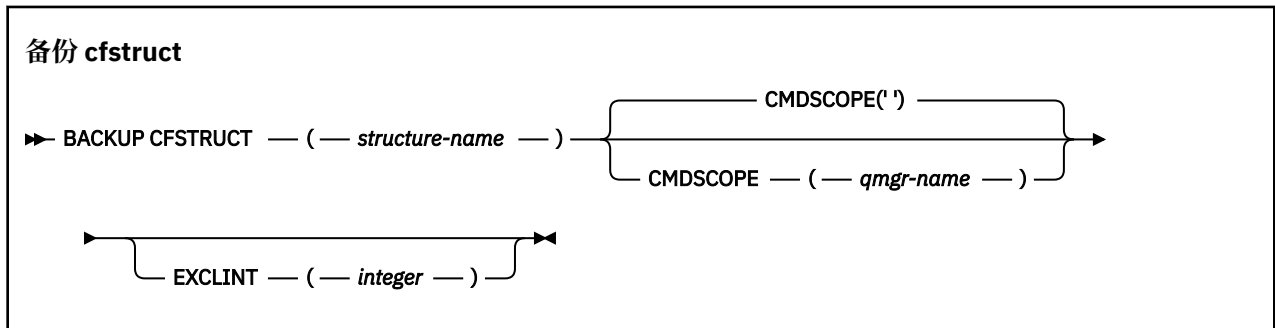 备份 cfstruct
CMDSCOPE(' ')
BACKUP CFSTRUCT ( structure-name )
CMDSCOPE ( qmgr-name )
EXCLINT ( integer )